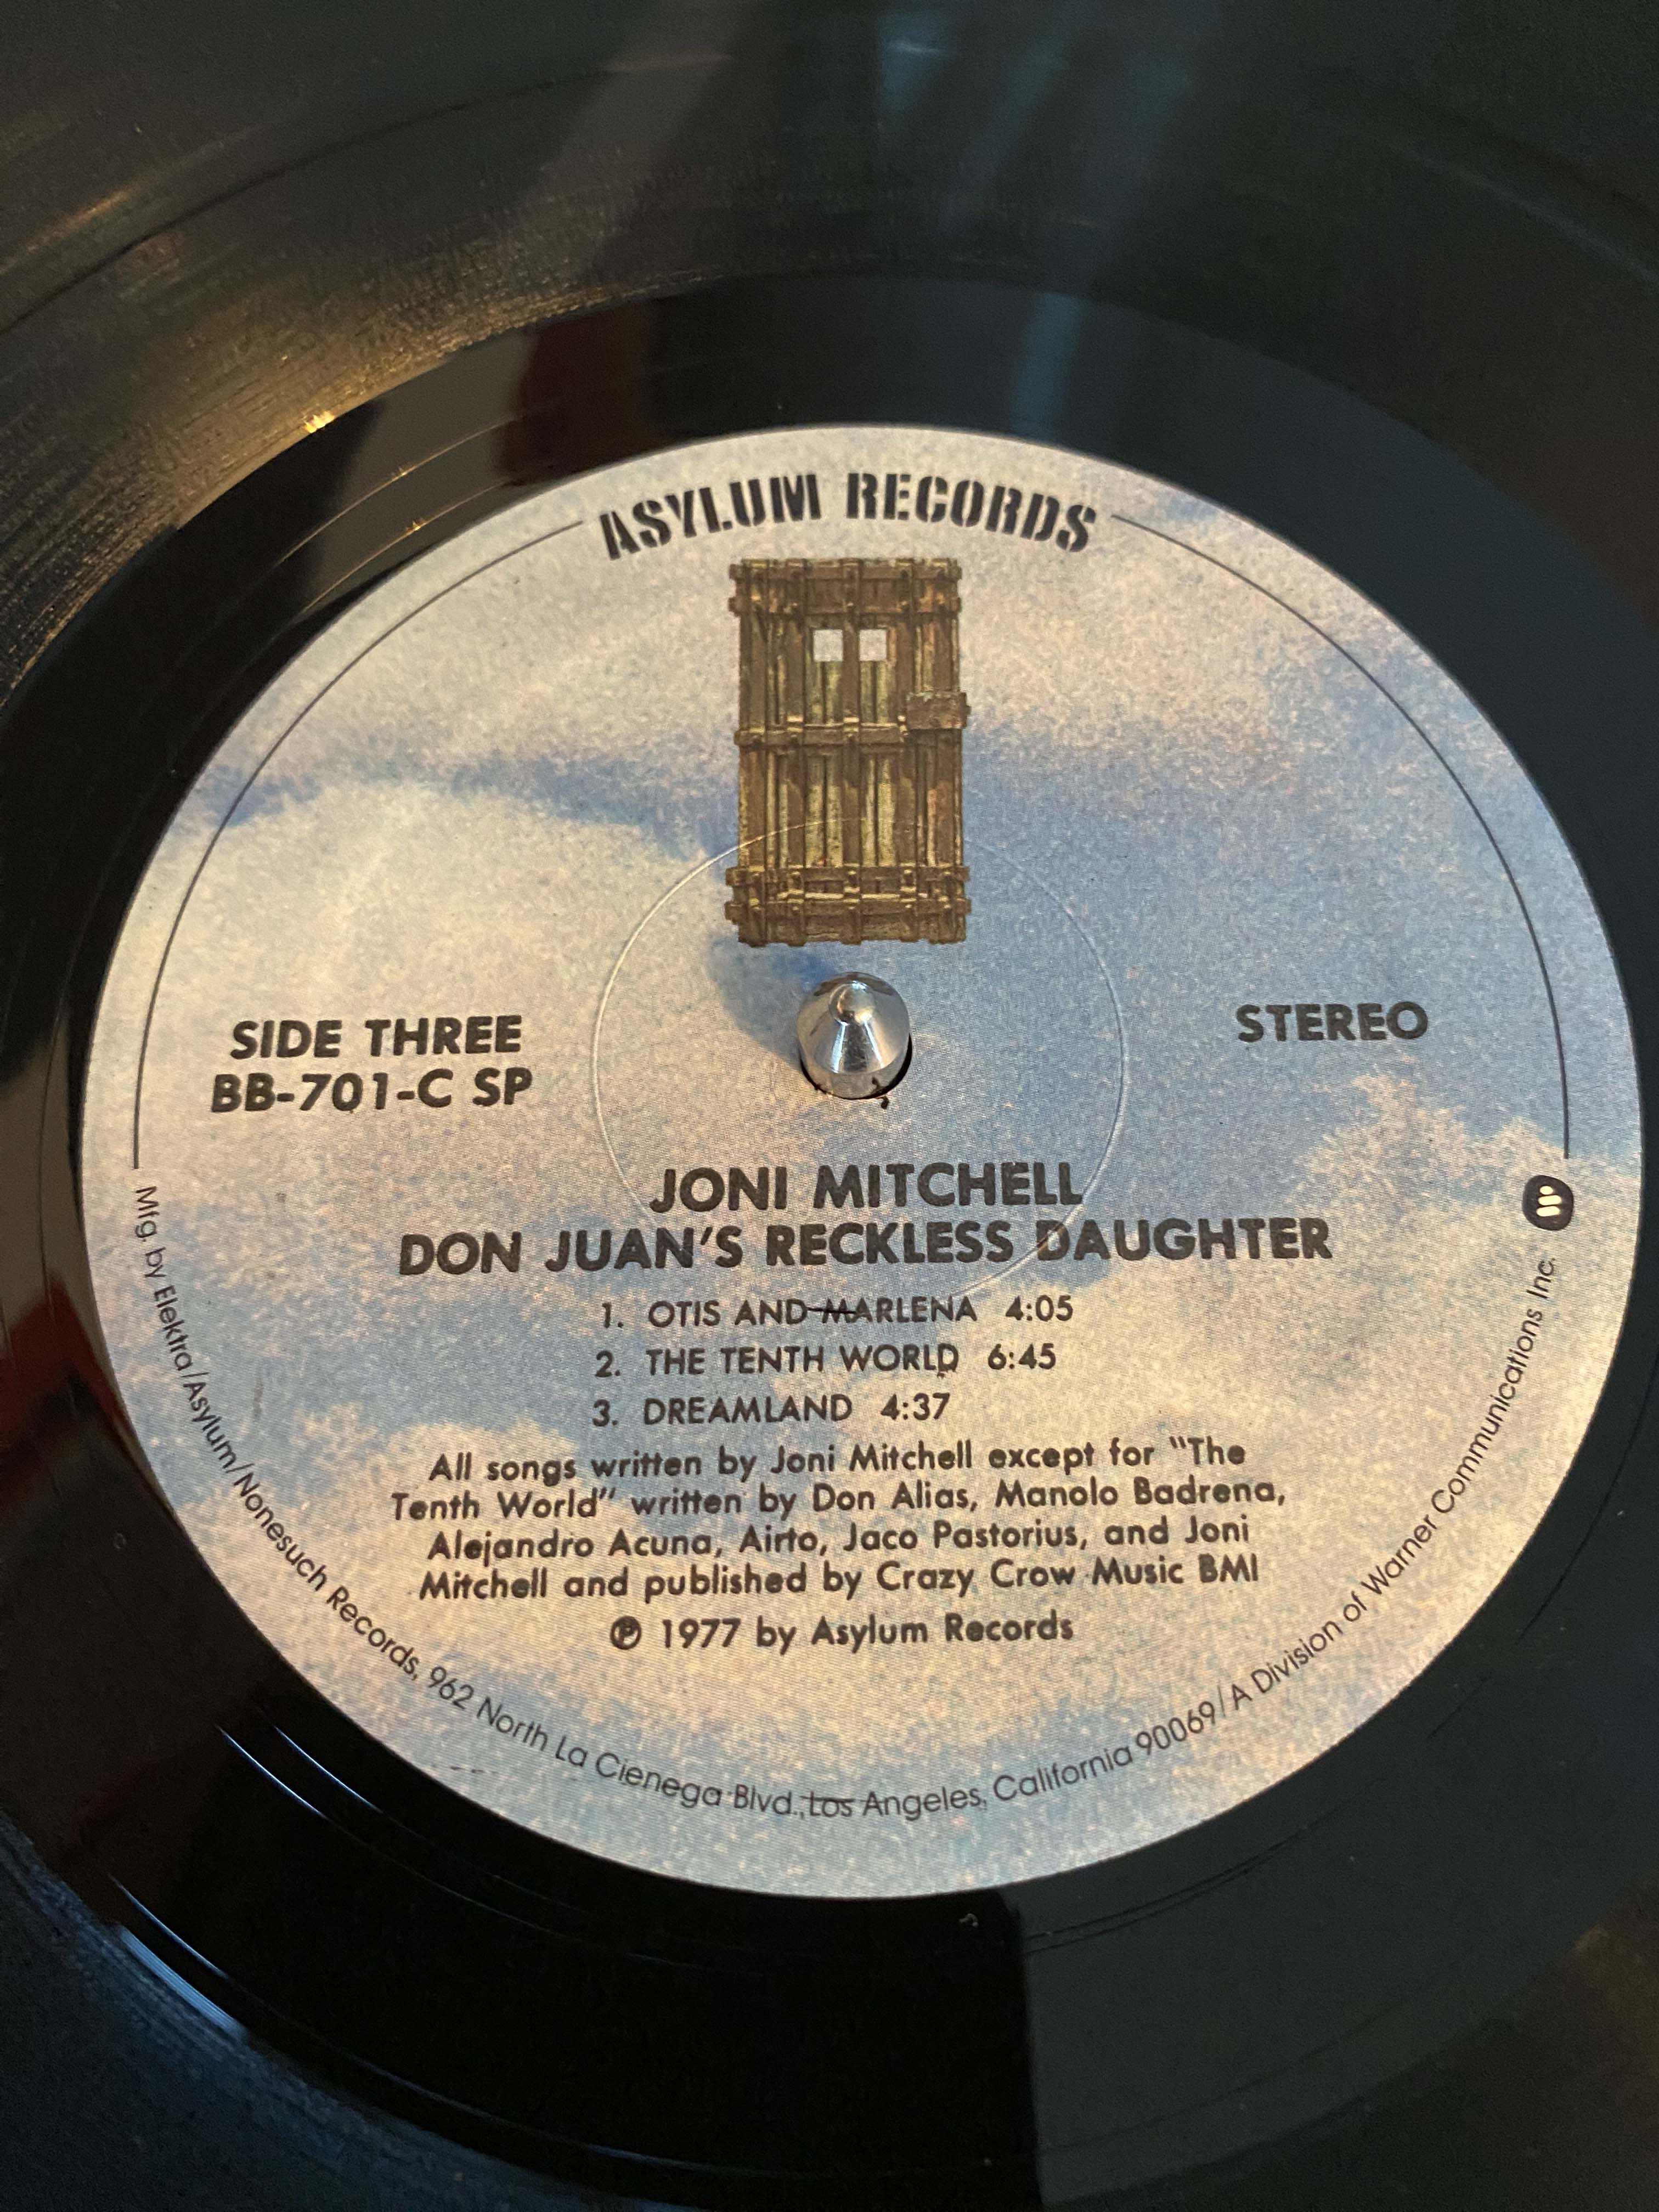 ASYLUM RECORDS
SIDE THREE
BB-701-C SP
STEREO
JONI MITCHELL
DON JUAN'S RECKLESS DAUGHTER
1. OTIS AND MARLENA 4:05
2. THE TENTH WORLD 6:45
3. DREAMLAND 4:37
All songs written by Joni Mitchell except for "The
Tenth World" written by Don Alias, Manolo Badrena,
Alejandro Acuna, Airto, Jaco Pastorius, and Joni
Mitchell and published by Crazy Crow Music BMI
℗ 1977 by Asylum Records
Mfg. by Elektra/Asylum/Nonesuch Records, 962 North La Cienega Blvd., Los Angeles, California 90069/A Division of Warner Communications Inc.